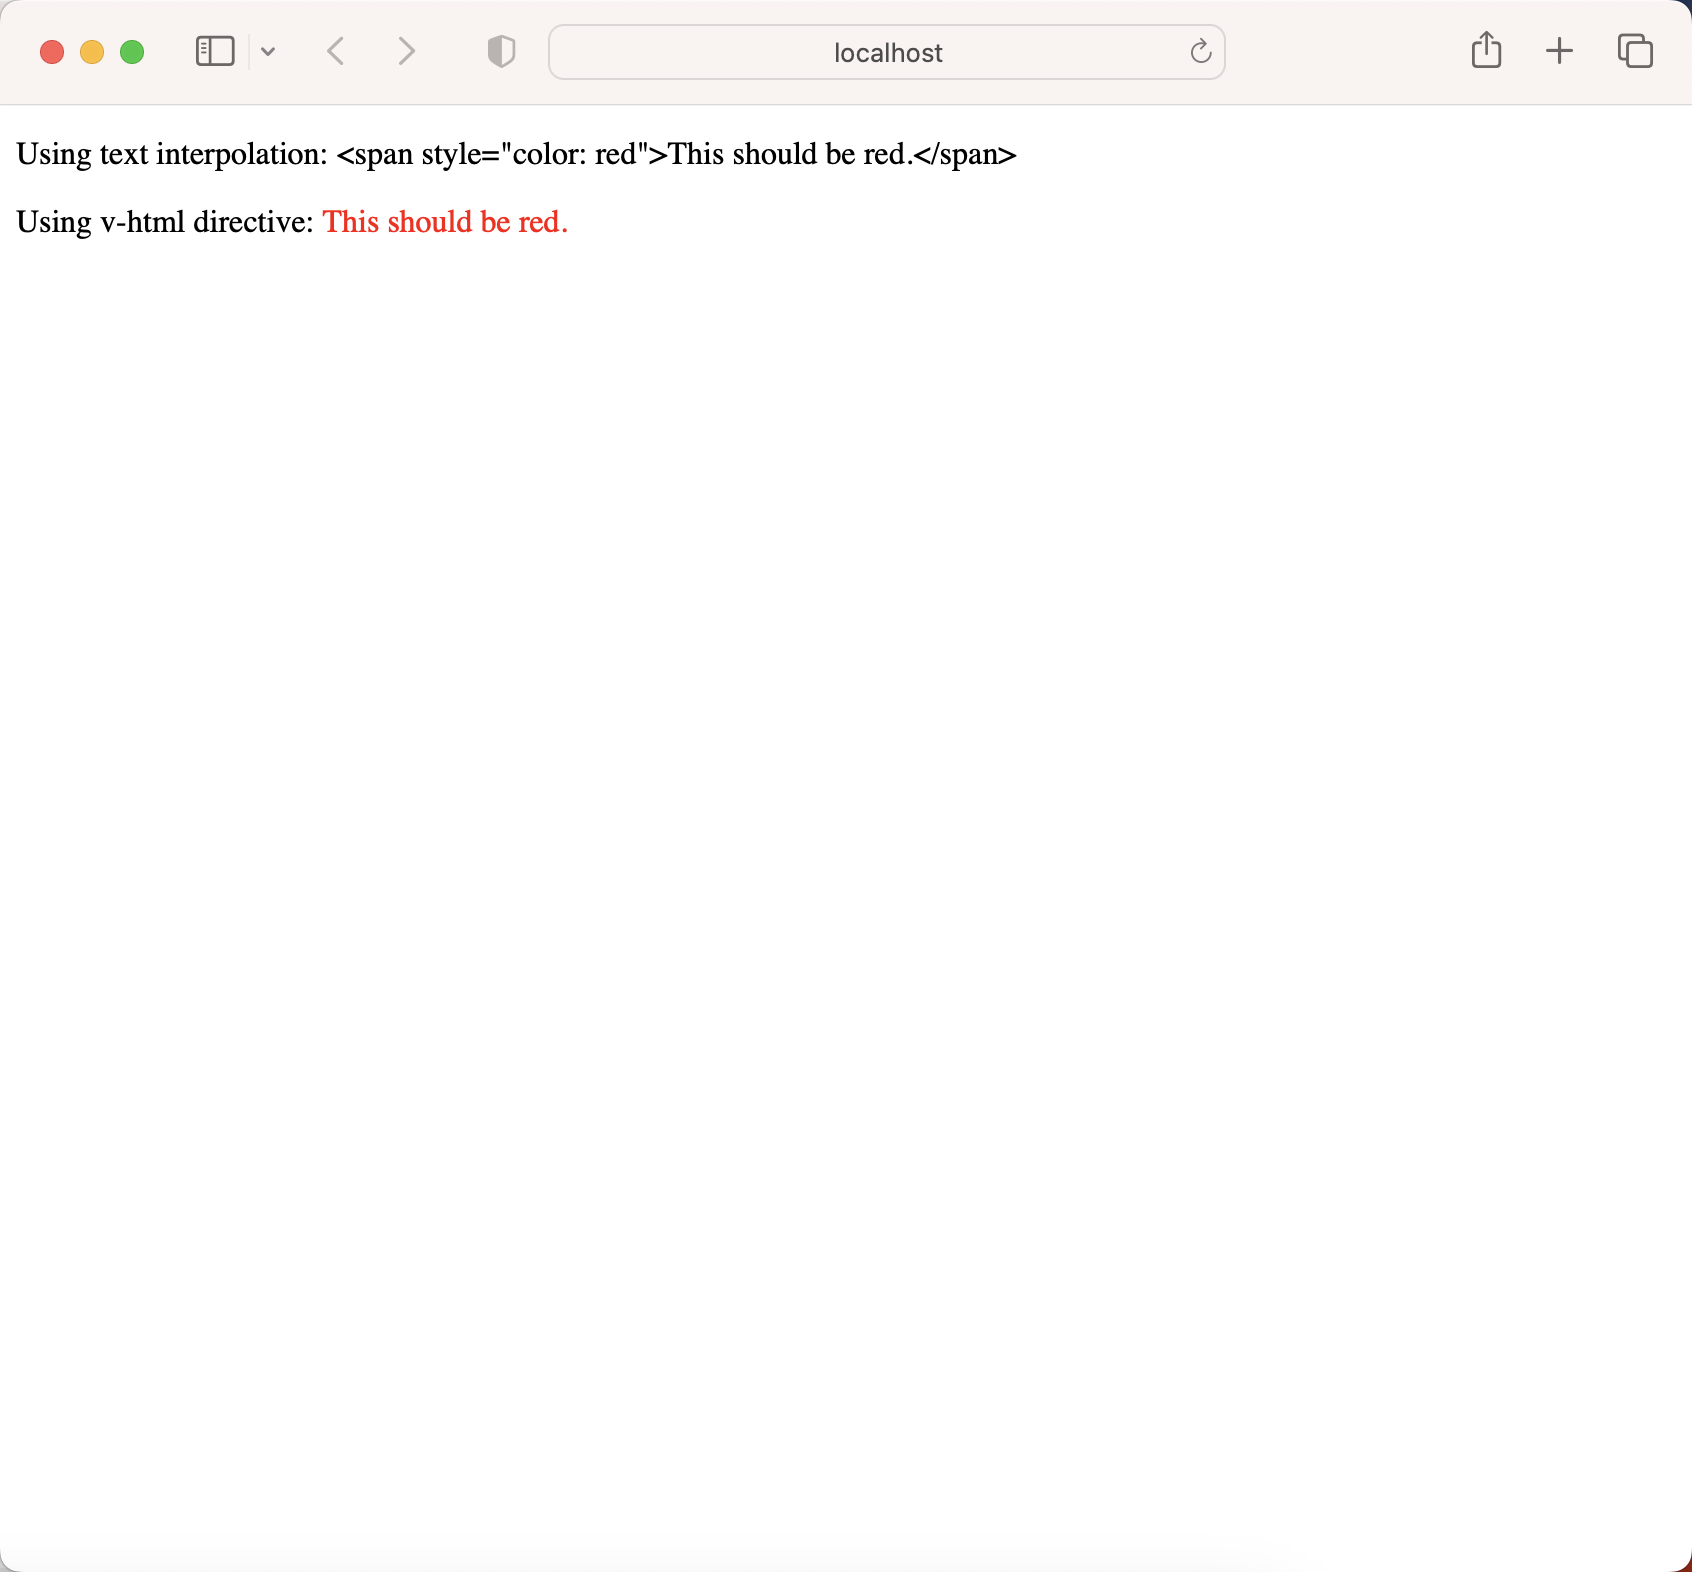 localhost
Using text interpolation: <span style="color: red">This should be red.</span>
Using v-html directive: This should be red.